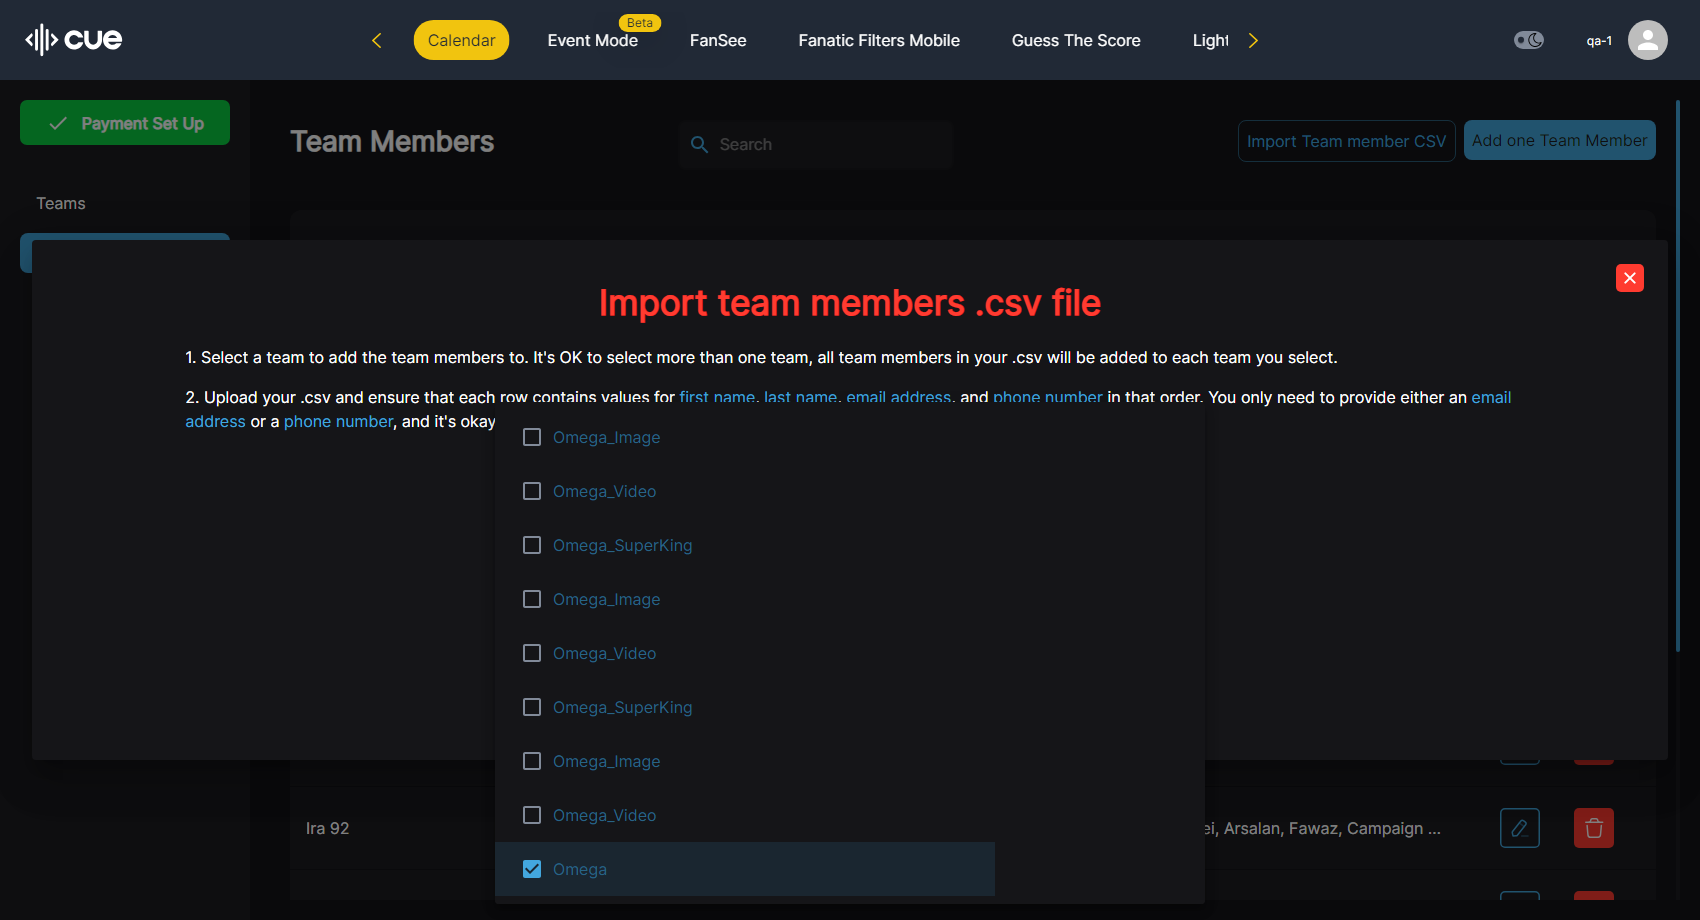 cue
Calendar
Event Mode
Beta
FanSee
Fanatic Filters Mobile
Guess The Score
Light
qa-1
Payment Set Up
Team Members
Search
Import Team member CSV
Add one Team Member
Teams
Import team members .csv file
1. Select a team to add the team members to. It's OK to select more than one team, all team members in your .csv will be added to each team you select.
2. Upload your .csv and ensure that each row contains values for first name, last name, email address, and phone number in that order. You only need to provide either an email
address or a phone number, and it's okay
Omega_Image
Omega_Video
Omega_SuperKing
Omega_Image
Omega_Video
Omega_SuperKing
Omega_Image
Omega_Video
Omega
Ira 92
ei, Arsalan, Fawaz, Campaign ...